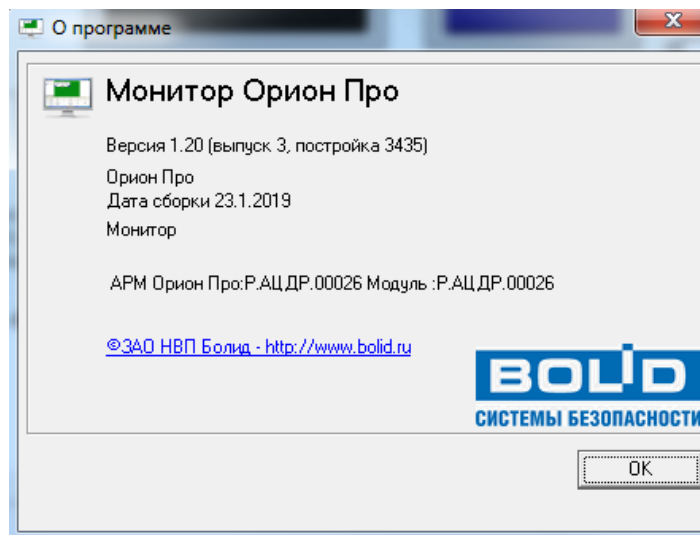 О программе
Монитор Орион Про
Версия 1.20 (выпуск 3, постройка 3435)
Орион Про
Дата сборки 23.1.2019
Монитор
АРМ Орион Про:Р.АЦДР.00026 Модуль :Р.АЦДР.00026
©ЗАО НВП Болид - http://www.bolid.ru
BOLID
СИСТЕМЫ БЕЗОПАСНОСТИ
OK